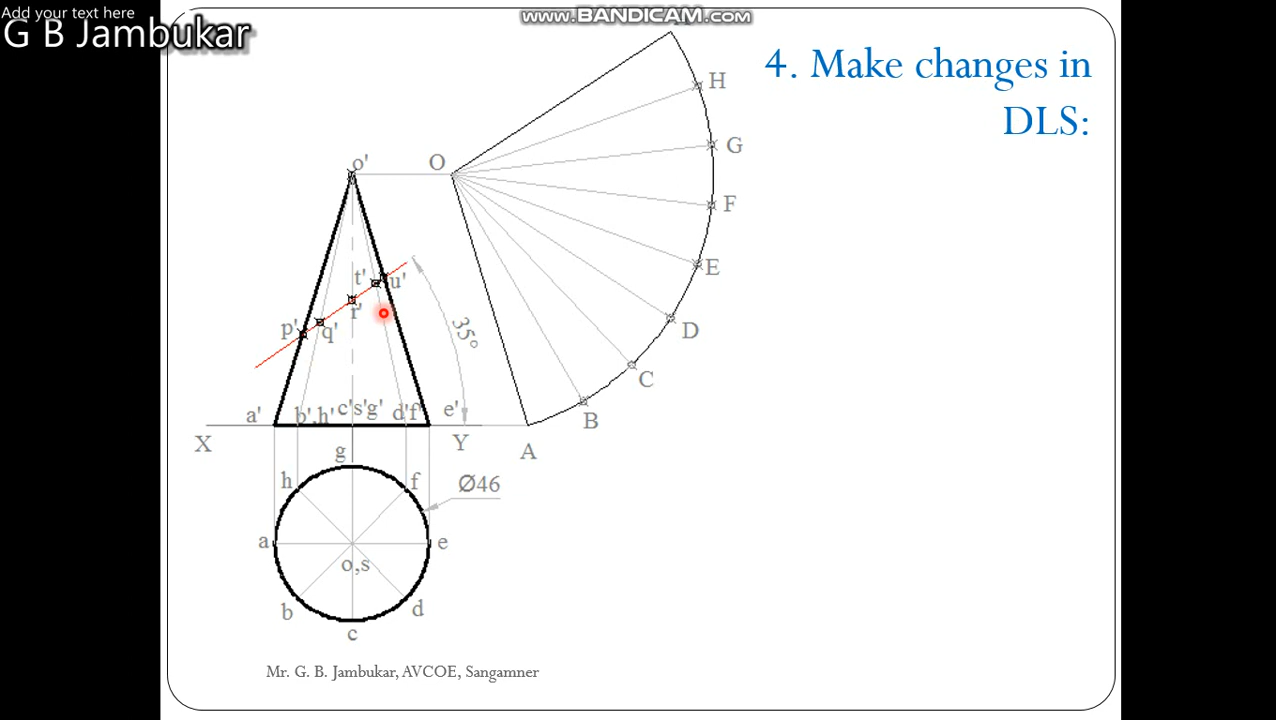 Add your text here
G B Jambukar
www.BANDICAM.com
4. Make changes in
DLS:
H
G
F
E
D
C
B
A
O
o'
t'
u'
r'
p'
q'
35°
a'
b',h'
c's'g'
d'f'
e'
X
Y
g
h
f
Ø46
a
e
o,s
b
d
c
Mr. G. B. Jambukar, AVCOE, Sangamner